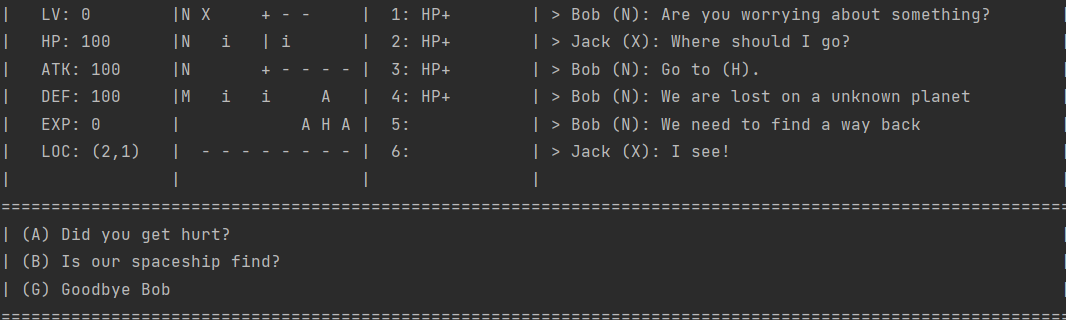 |   LV: 0        |N X     + - -     |  1: HP+        | > Bob (N): Are you worrying about something?       |
|   HP: 100      |N   i   | i       |  2: HP+        | > Jack (X): Where should I go?                     |
|   ATK: 100     |N       + - - - - |  3: HP+        | > Bob (N): Go to (H).                              |
|   DEF: 100     |M   i   i     A   |  4: HP+        | > Bob (N): We are lost on a unknown planet         |
|   EXP: 0       |            A H A |  5:            | > Bob (N): We need to find a way back              |
|   LOC: (2,1)   |  - - - - - - - - |  6:            | > Jack (X): I see!                                 |
|                |                  |                |                                                    |
===========================================================================================================
| (A) Did you get hurt?                                                                                   |
| (B) Is our spaceship find?                                                                              |
| (G) Goodbye Bob                                                                                         |
===========================================================================================================